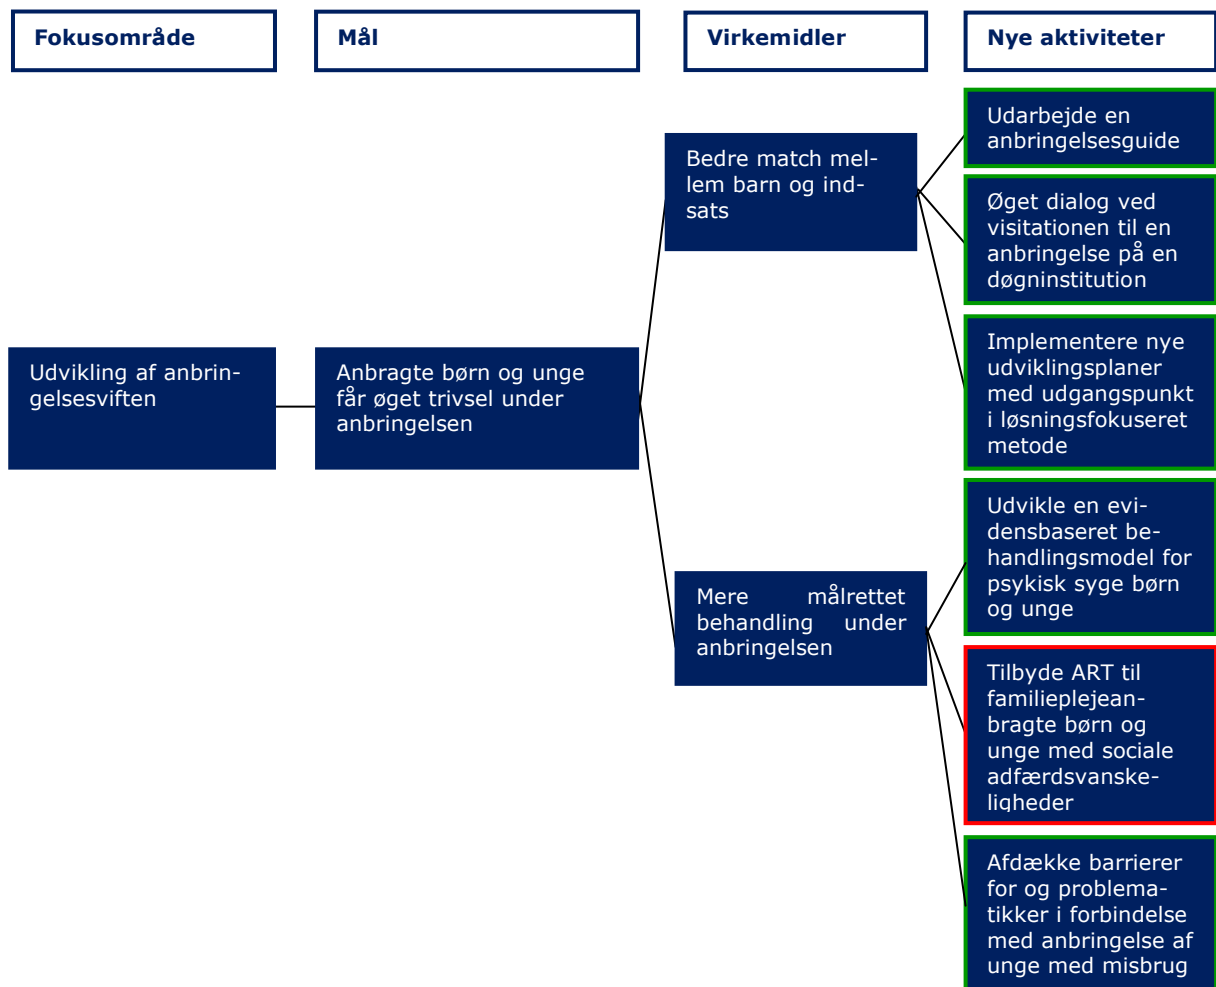 Fokusområde
Mål
Virkemidler
Nye aktiviteter
Udvikling af anbrin-
gelsesviften
Anbragte børn og unge
får øget trivsel under
anbringelsen
Bedre match mel-
lem barn og ind-
sats
Mere målrettet
behandling under
anbringelsen
Udarbejde en
anbringelsesguide
Øget dialog ved
visitationen til en
anbringelse på en
døgninstitution
Implementere nye
udviklingsplaner
med udgangspunkt
i løsningsfokuseret
metode
Udvikle en evi-
densbaseret be-
handlingsmodel for
psykisk syge børn
og unge
Tilbyde ART til
familieplejean-
bragte børn og
unge med sociale
adfærdsvanske-
ligheder
Afdække barrierer
for og problema-
tikker i forbindelse
med anbringelse af
unge med misbrug